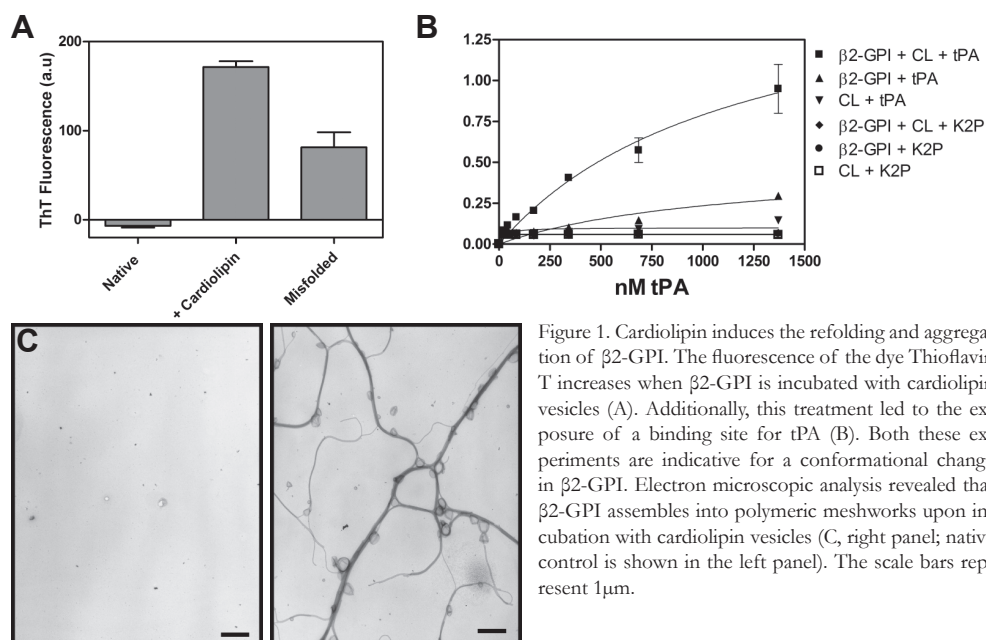 A
ThT Fluorescence (a.u)
200
100
0
Native
+ Cardiolipin
Misfolded
B
1.25
1.00
0.75
0.50
0.25
0.00
0 250 500 750 1000 1250 1500
nM tPA
β2-GPI + CL + tPA
β2-GPI + tPA
CL + tPA
β2-GPI + CL + K2P
β2-GPI + K2P
CL + K2P
C
Figure 1. Cardiolipin induces the refolding and aggrega
tion of β2-GPI. The fluorescence of the dye Thioflavi
T increases when β2-GPI is incubated with cardiolipi
vesicles (A). Additionally, this treatment led to the ex
posure of a binding site for tPA (B). Both these ex
periments are indicative for a conformational chang
in β2-GPI. Electron microscopic analysis revealed tha
β2-GPI assembles into polymeric meshworks upon in
cubation with cardiolipin vesicles (C, right panel; nativ
control is shown in the left panel). The scale bars rep
resent 1μm.